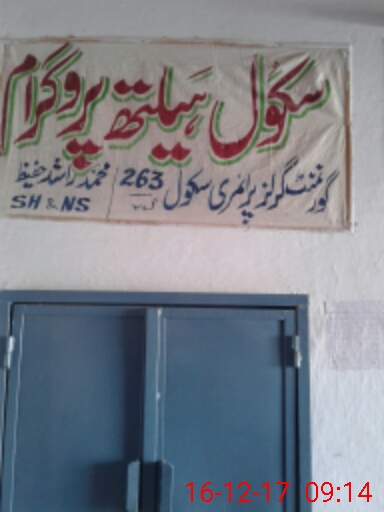 سکول ہیلتھ پروگرام
گورنمنٹ گرلز پرائمری سکول 263 محمد راشد حفیظ
SH & NS
16-12-17 09:14